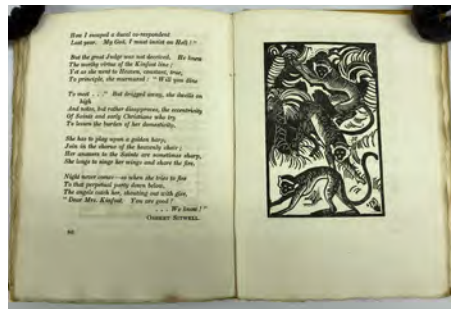 How I escaped a ducal co-respondent
Last year. My God, I must insist on Hell!"
But the great Judge was not deceived. He knew
The worthy virtue of the Kinfoot line;
Yet as she went to Heaven, constant, true,
To principle, she murmured: "Will you dine
To meet . . ." But dragged away, she dwells on
high
And notes, but rather disapproves, the eccentricity
Of Saints and early Christians who try
To lessen the burden of her domesticity.
She has to play upon a golden harp,
Join in the chorus of the heavenly choir;
Her answers to the Saints are sometimes sharp,
She longs to singe her wings and share the fire.
Night never comes—so when she tries to flee
To that perpetual party down below,
The angels catch her, shouting out with glee,
"Dear Mrs. Kinfoot. You are good!
. . . We know!"
OSBERT SITWELL.